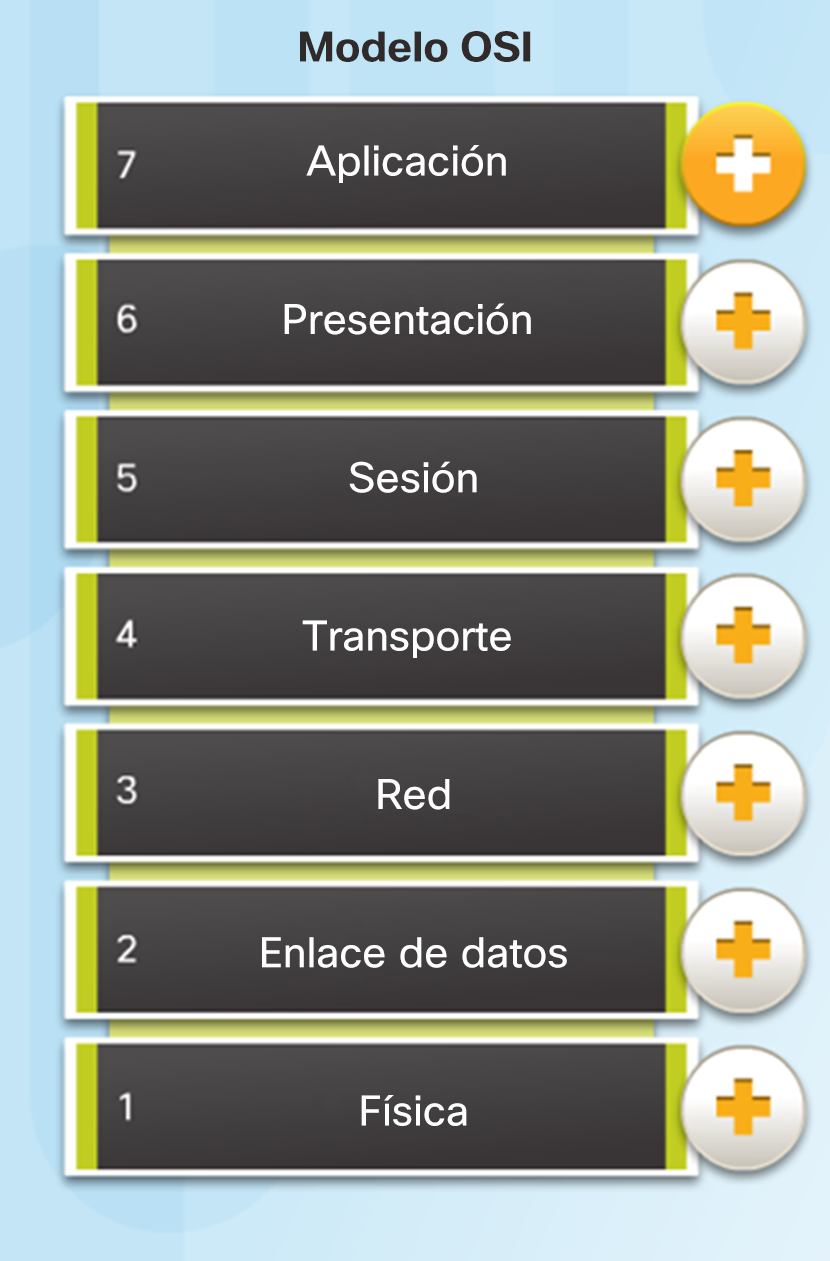 Modelo OSI
7 Aplicación
6 Presentación
5 Sesión
4 Transporte
3 Red
2 Enlace de datos
1 Física